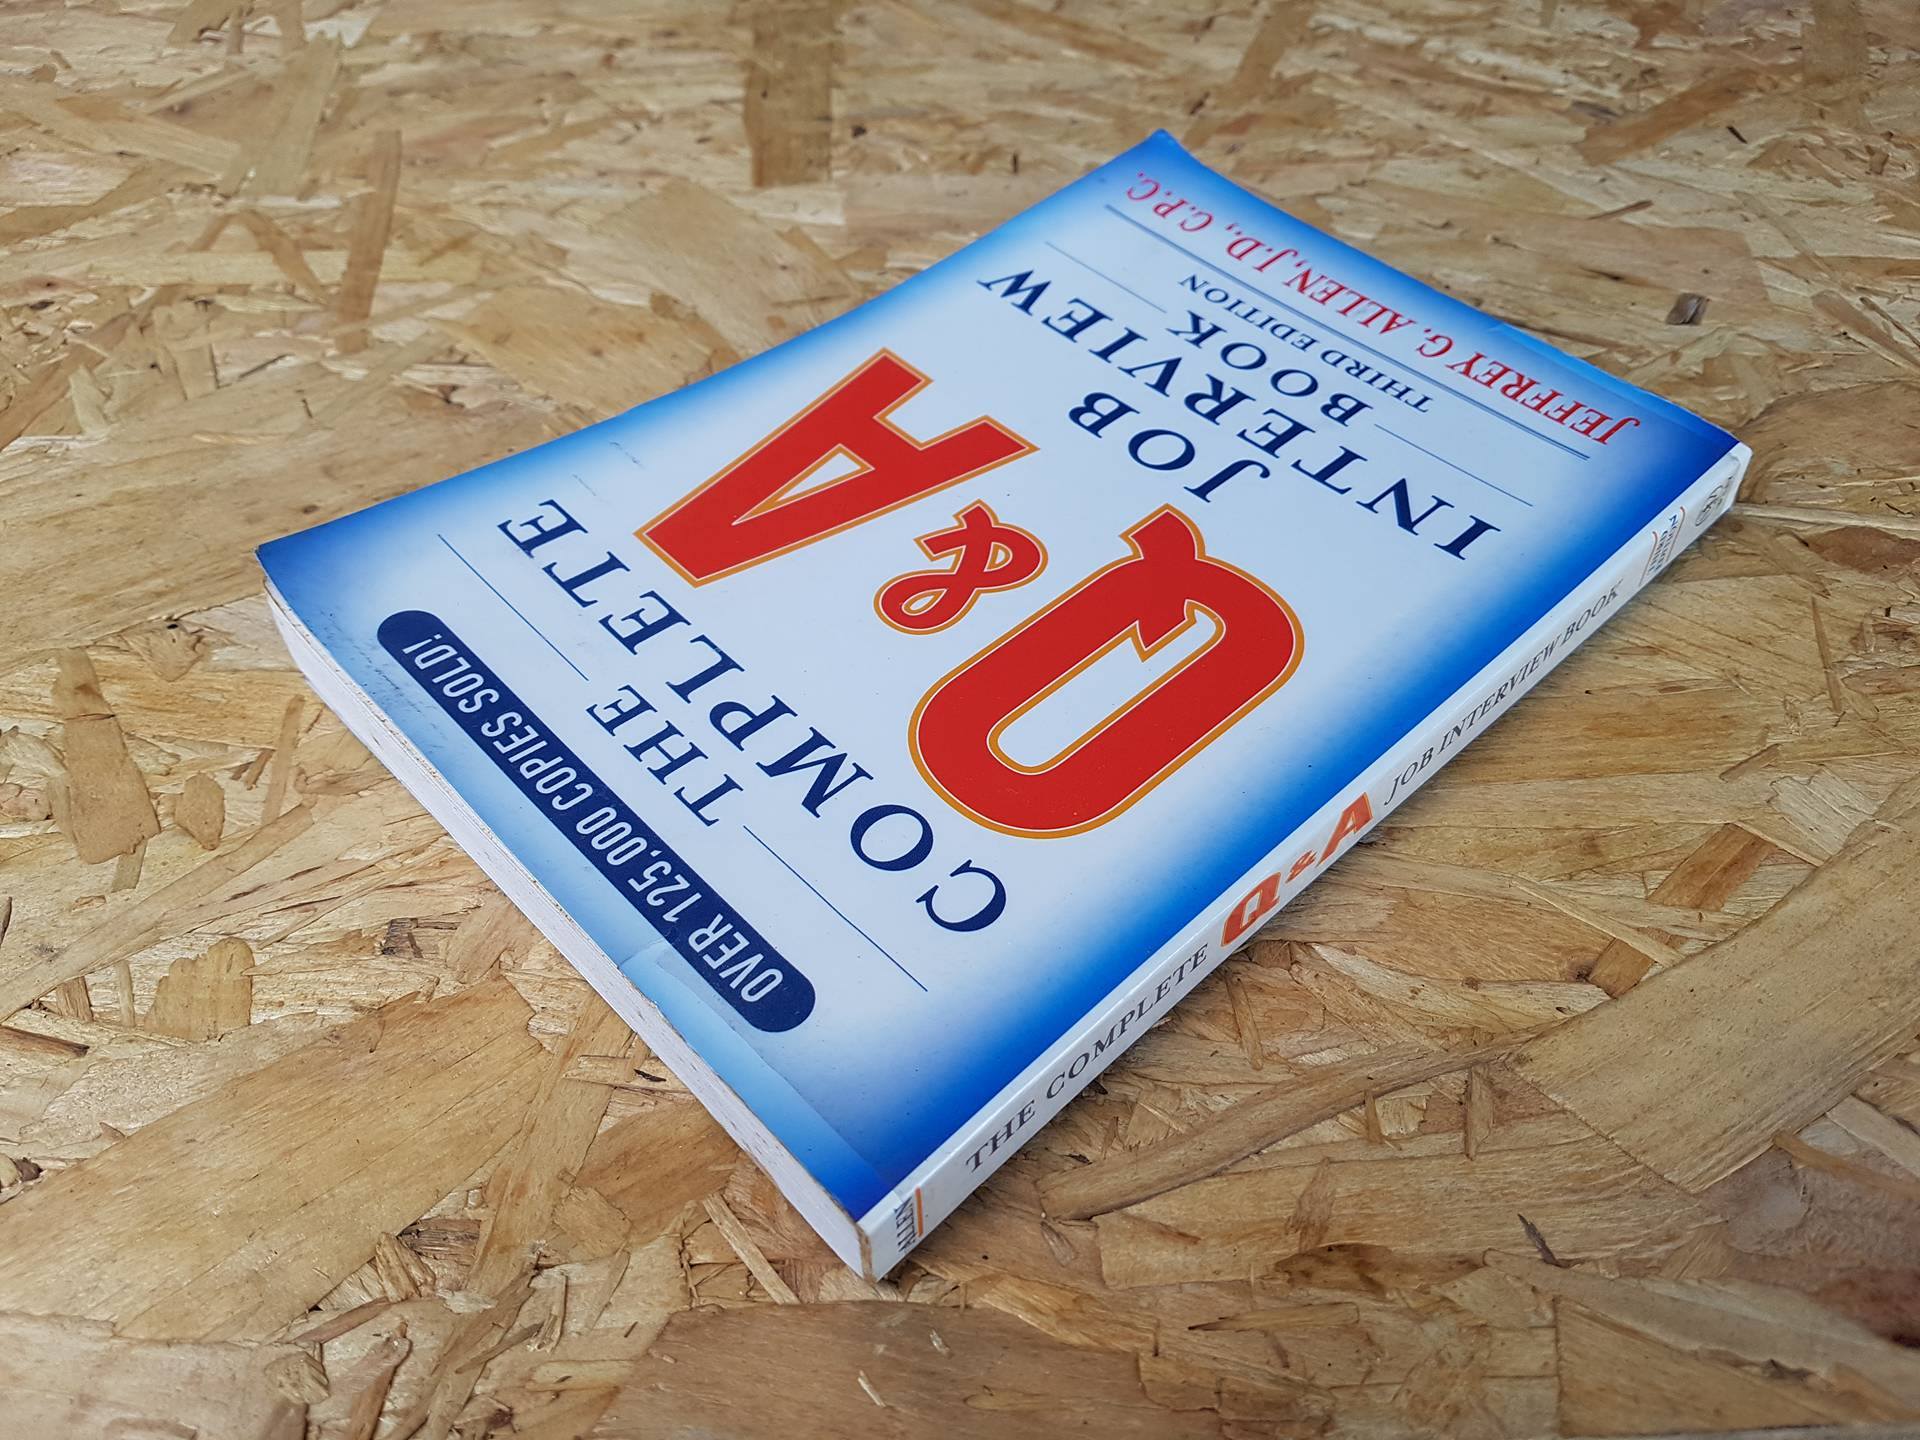 OVER 125,000 COPIES SOLD!
THE
COMPLETE
Q&A
JOB
INTERVIEW
BOOK
THIRD EDITION
JEFFREY G. ALLEN, J.D., C.P.C.
ALLEN
THE COMPLETE Q&A JOB INTERVIEW BOOK